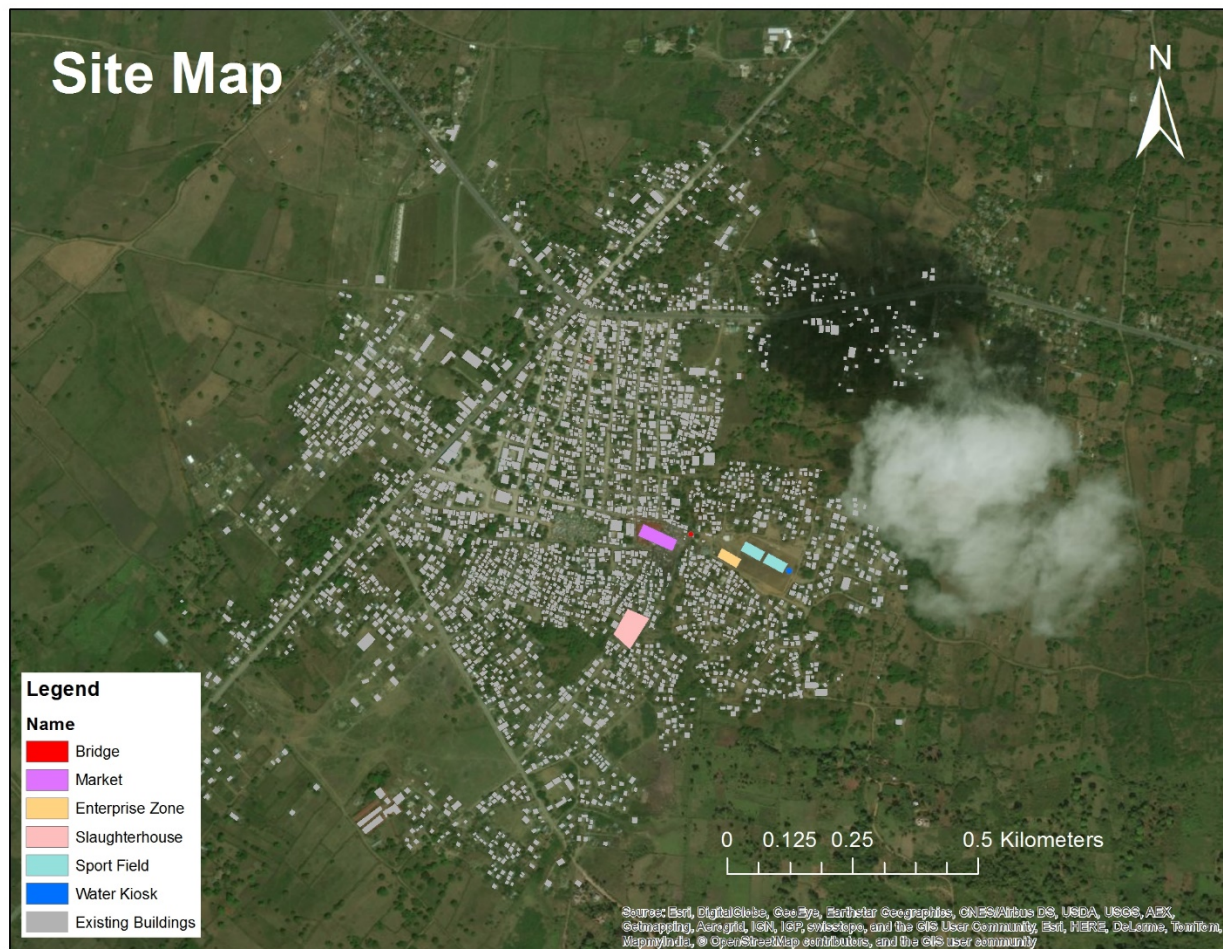 Site Map
N
Legend
Name
Bridge
Market
Enterprise Zone
Slaughterhouse
Sport Field
Water Kiosk
Existing Buildings
0 0.125 0.25 0.5 Kilometers
Source: Esri, DigitalGlobe, GeoEye, Earthstar Geographics, CNES/Airbus DS, USDA, USGS, AEX,
Getmapping, Aerogrid, IGN, IGP, swisstopo, and the GIS User Community, Esri, HERE, DeLorme, TomTom,
MapmyIndia, © OpenStreetMap contributors, and the GIS user community